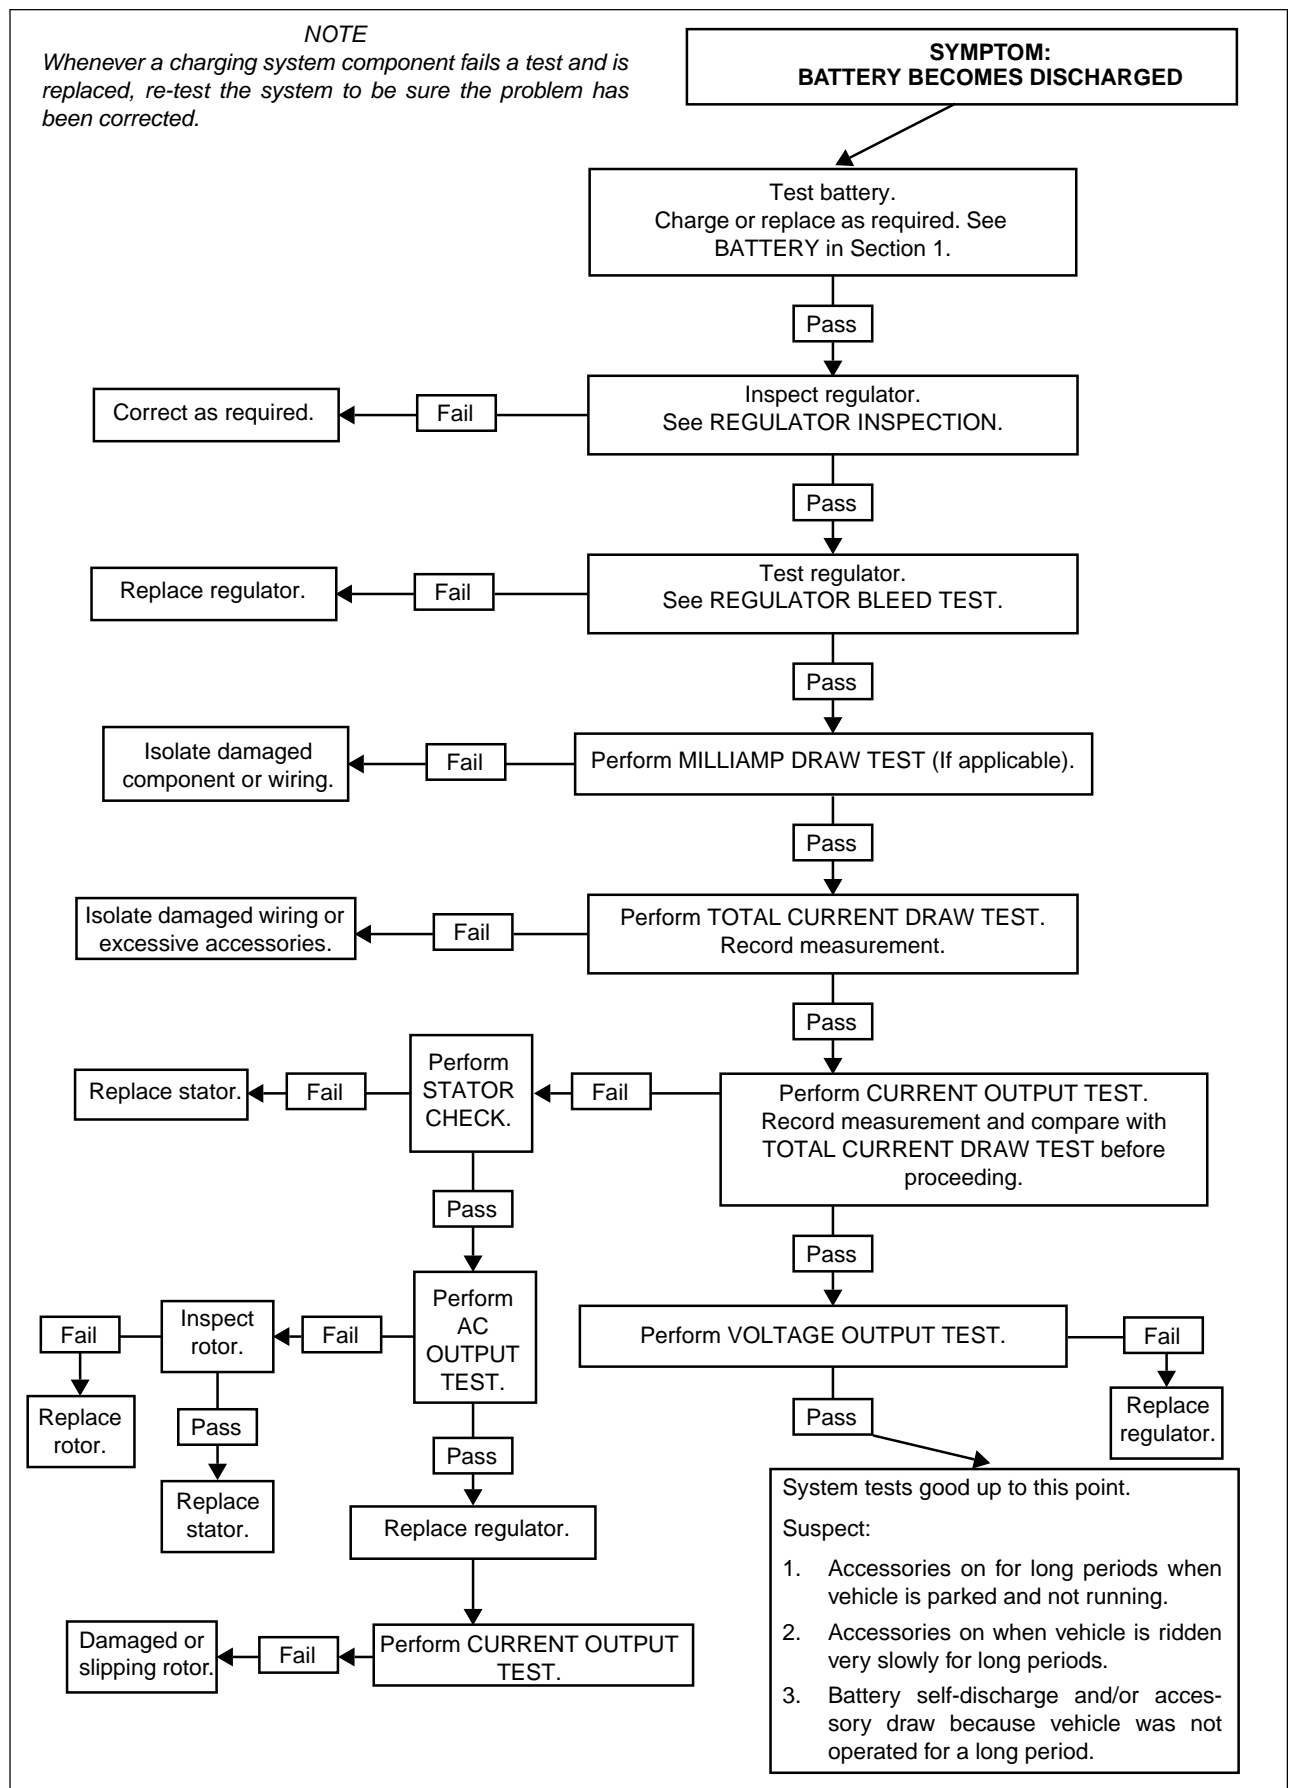 NOTE
Whenever a charging system component fails a test and is
replaced, re-test the system to be sure the problem has
been corrected.
SYMPTOM:
BATTERY BECOMES DISCHARGED
Test battery.
Charge or replace as required. See
BATTERY in Section 1.
Pass
Inspect regulator.
See REGULATOR INSPECTION.
Fail
Correct as required.
Pass
Test regulator.
See REGULATOR BLEED TEST.
Fail
Replace regulator.
Pass
Perform MILLIAMP DRAW TEST (If applicable).
Fail
Isolate damaged
component or wiring.
Pass
Perform TOTAL CURRENT DRAW TEST.
Record measurement.
Fail
Isolate damaged wiring or
excessive accessories.
Pass
Perform CURRENT OUTPUT TEST.
Record measurement and compare with
TOTAL CURRENT DRAW TEST before
proceeding.
Fail
Perform
STATOR
CHECK.
Fail
Replace stator.
Pass
Perform
AC
OUTPUT
TEST.
Fail
Inspect
rotor.
Fail
Replace
rotor.
Pass
Replace
stator.
Pass
Replace regulator.
Perform CURRENT OUTPUT
TEST.
Fail
Damaged or
slipping rotor.
Pass
Perform VOLTAGE OUTPUT TEST.
Fail
Replace
regulator.
Pass
System tests good up to this point.
Suspect:
1. Accessories on for long periods when
vehicle is parked and not running.
2. Accessories on when vehicle is ridden
very slowly for long periods.
3. Battery self-discharge and/or acces-
sory draw because vehicle was not
operated for a long period.